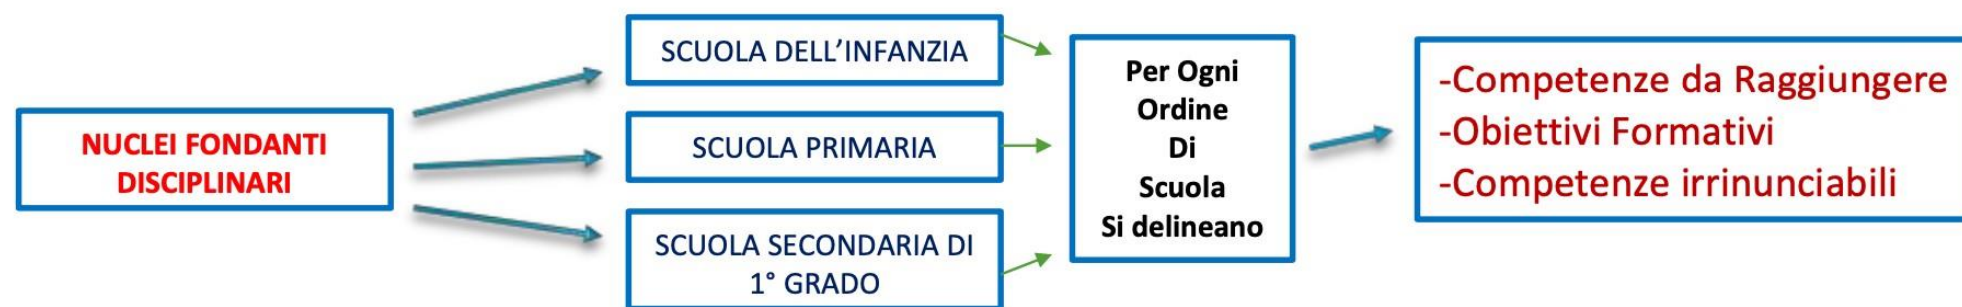 NUCLEI FONDANTI
DISCIPLINARI
SCUOLA DELL’INFANZIA
SCUOLA PRIMARIA
SCUOLA SECONDARIA DI
1° GRADO
Per Ogni
Ordine
Di
Scuola
Si delineano
-Competenze da Raggiungere
-Obiettivi Formativi
-Competenze irrinunciabili